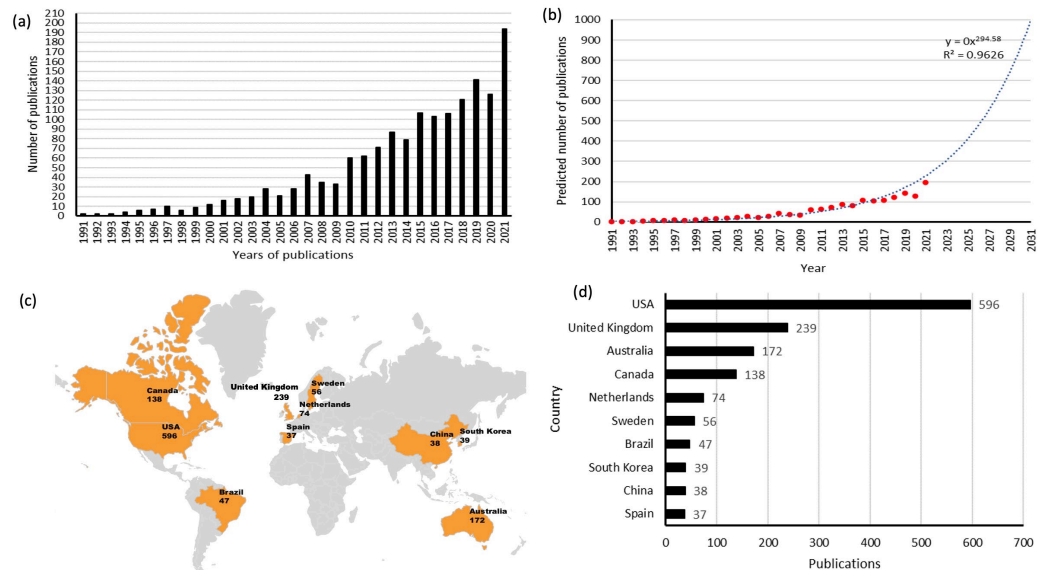 (a)
Number of publications
210
200
190
180
170
160
150
140
130
120
110
100
90
80
70
60
50
40
30
20
10
0
1991
1992
1993
1994
1995
1996
1997
1998
1999
2000
2001
2002
2003
2004
2005
2006
2007
2008
2009
2010
2011
2012
2013
2014
2015
2016
2017
2018
2019
2020
2021
Years of publications
(b)
Predicted number of publications
1000
900
800
700
600
500
400
300
200
100
0
y = 0x^294.58
R² = 0.9626
1991
1993
1995
1997
1999
2001
2003
2005
2007
2009
2011
2013
2015
2017
2019
2021
2023
2025
2027
2029
2031
Year
(c)
Canada
138
USA
596
Brazil
47
United Kingdom
239
Sweden
56
Netherlands
74
Spain
37
China
38
South Korea
39
Australia
172
(d)
Country
USA 596
United Kingdom 239
Australia 172
Canada 138
Netherlands 74
Sweden 56
Brazil 47
South Korea 39
China 38
Spain 37
0 100 200 300 400 500 600 700
Publications